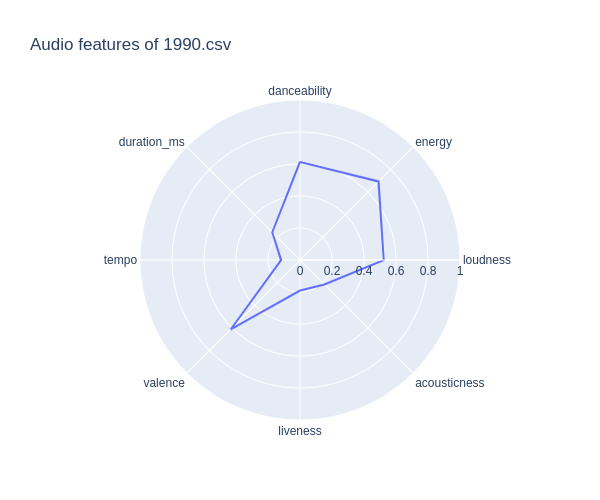 Audio features of 1990.csv
danceability
duration_ms
energy
tempo
loudness
0 0.2 0.4 0.6 0.8 1
valence
acousticness
liveness